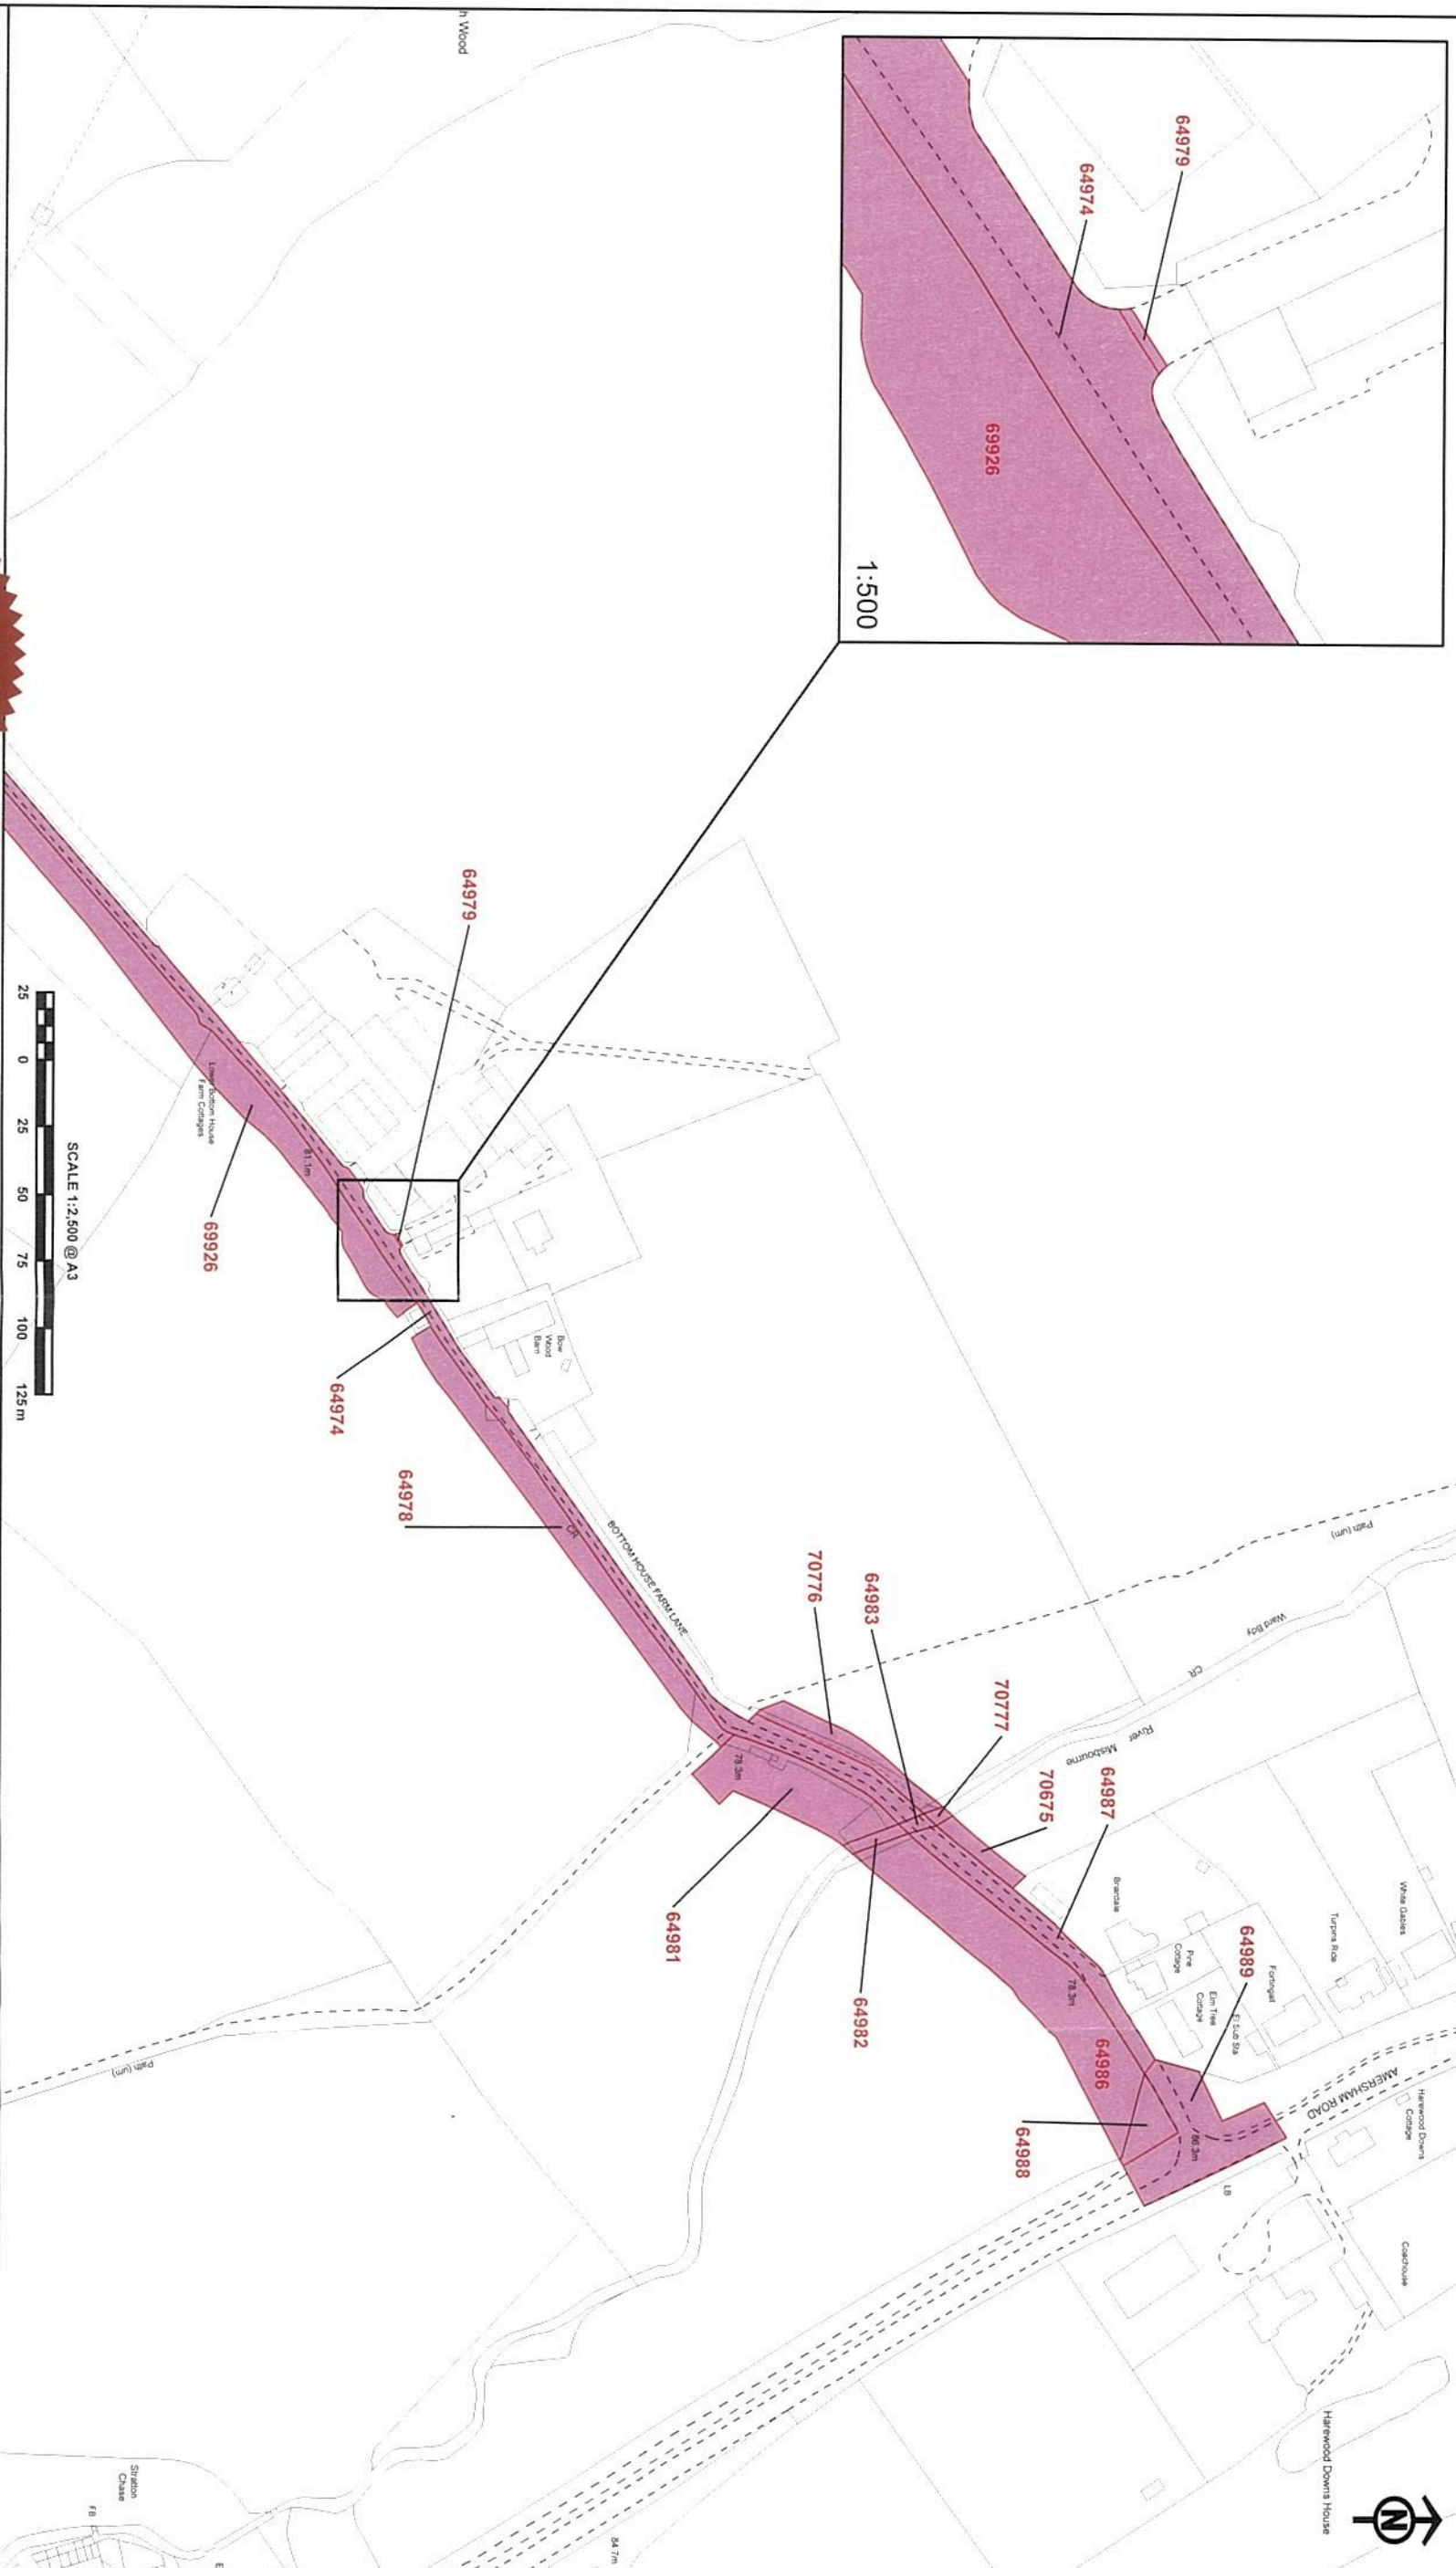 h Wood
64979
64974
69926
1:500
64979
Lower Bottom House
Farm Cottages
81.1m
69926
64974
Bow
Wood
Barn
64978
CR
BOTTOM HOUSE FARM LANE
70776
64983
70777
70675
64987
64989
Path (um)
Ward Bdy
CR
River Misbourne
Briardale
Pine
Cottage
Elm Tree
Cottage
El Sub Sta
Fortingall
Turpins Ride
White Gables
AMERSHAM ROAD
Harewood Downs
Cottage
Coachouse
Harewood Downs House
78.3m
78.3m
86.3m
LB
64981
64982
64986
64988
Path (um)
Stratton
Chase
FB
84.7m
N
SCALE 1:2,500 @ A3
25 0 25 50 75 100 125 m